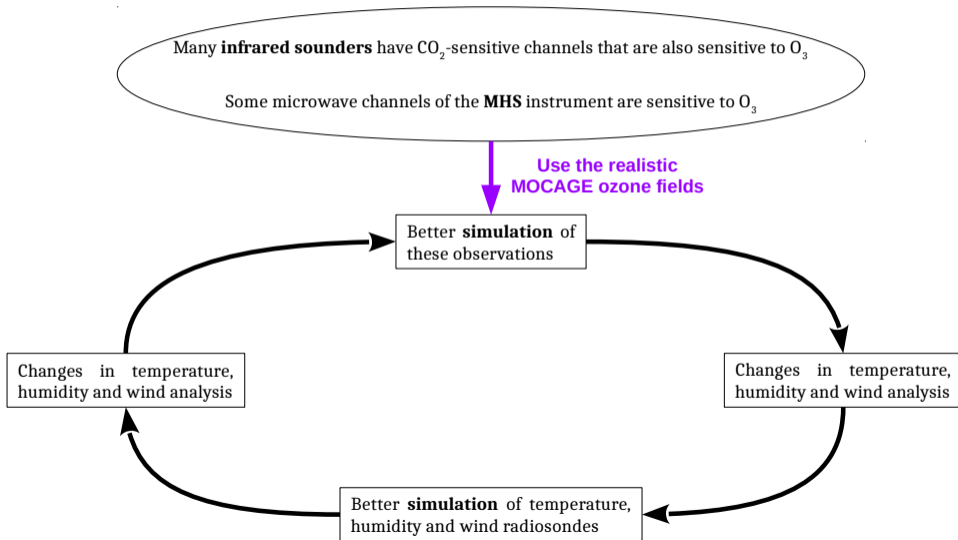 Many infrared sounders have CO₂-sensitive channels that are also sensitive to O₃
Some microwave channels of the MHS instrument are sensitive to O₃
Use the realistic
MOCAGE ozone fields
Better simulation of
these observations
Changes in temperature,
humidity and wind analysis
Changes in temperature,
humidity and wind analysis
Better simulation of temperature,
humidity and wind radiosondes